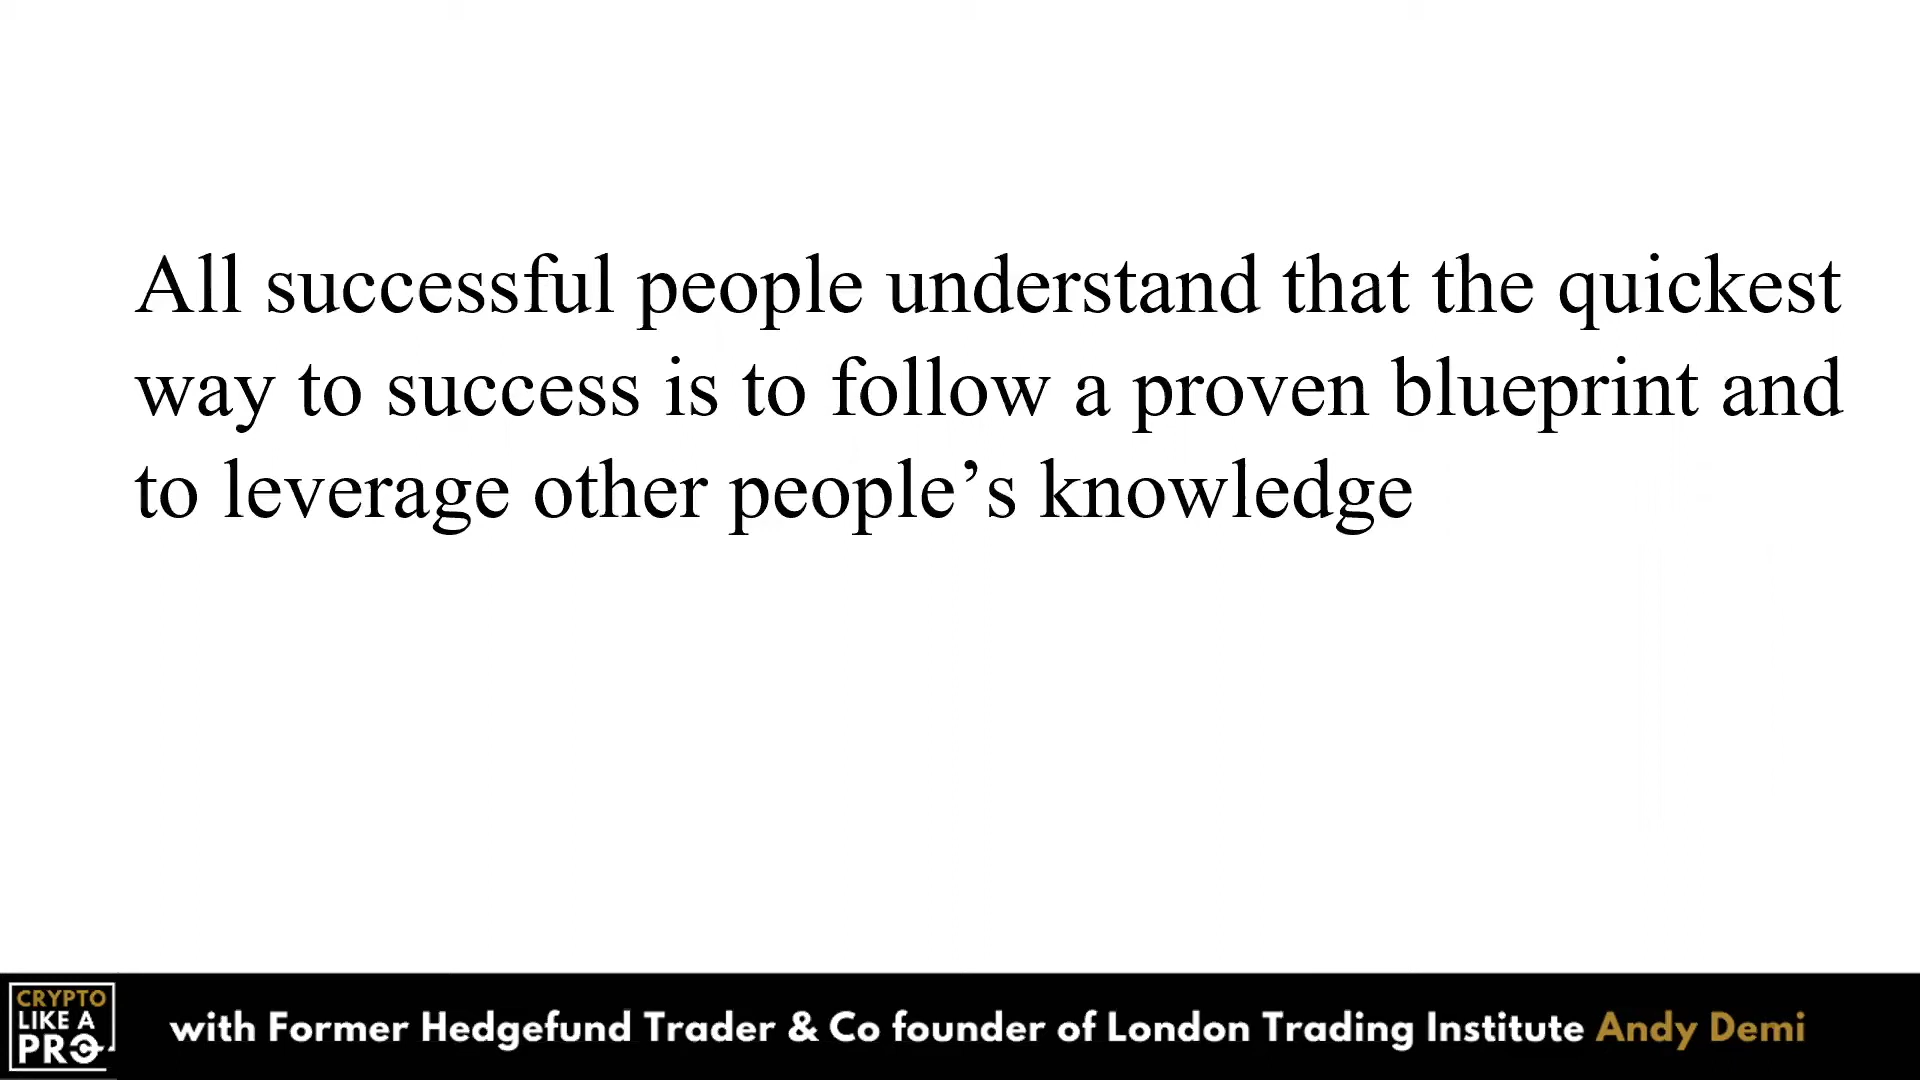 All successful people understand that the quickest
way to success is to follow a proven blueprint and
to leverage other people’s knowledge
CRYPTO
LIKE A
PRO
with Former Hedgefund Trader & Co founder of London Trading Institute Andy Demi